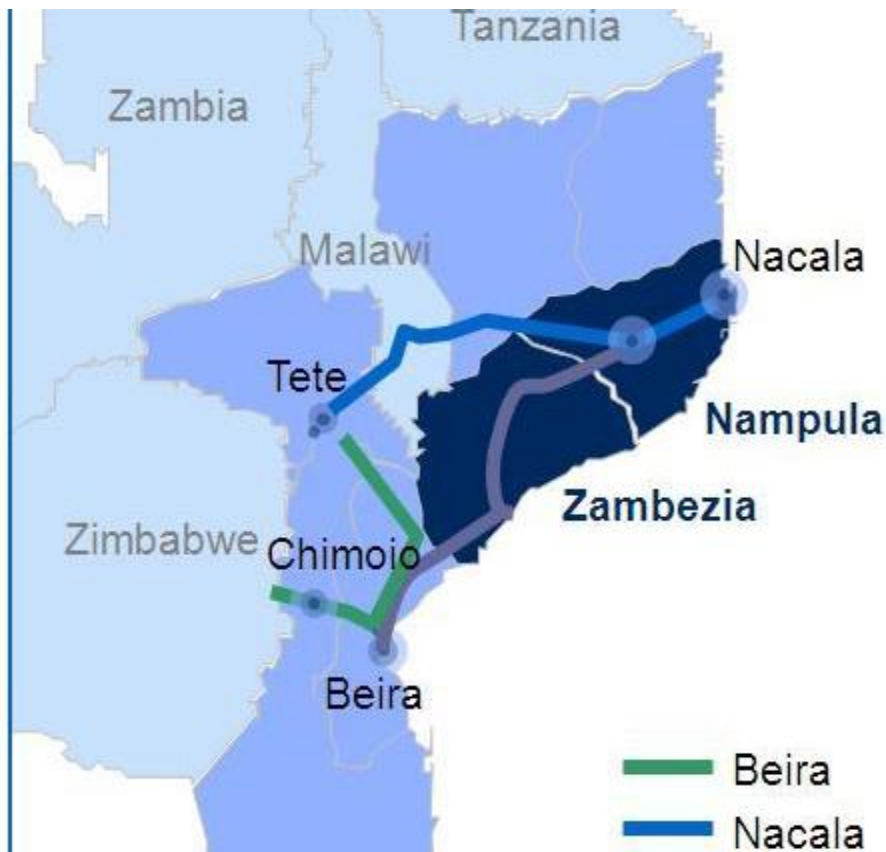 Tanzania
Zambia
Malawi
Nacala
Tete
Nampula
Zambezia
Zimbabwe
Chimoio
Beira
Beira
Nacala